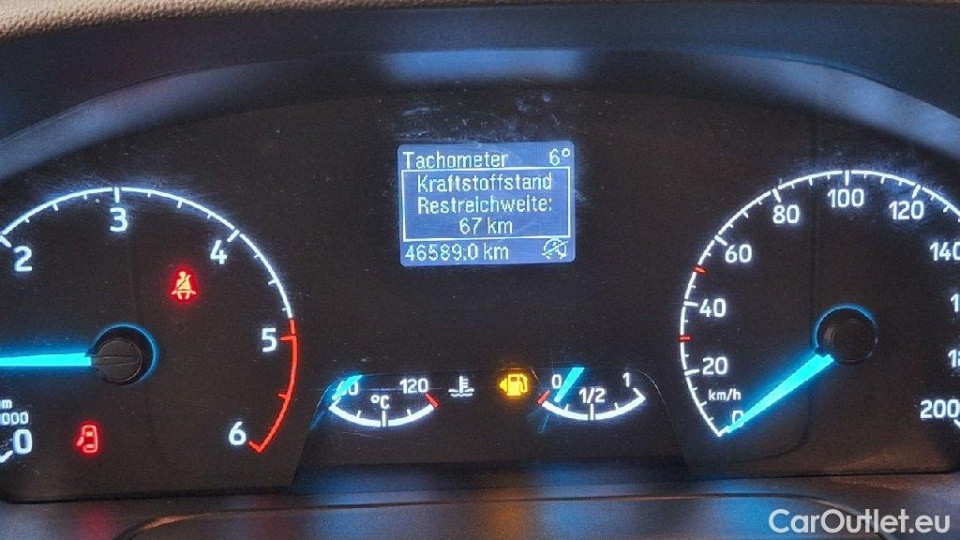 Tachometer 6°
Kraftstoffstand
Restreichweite:
67 km
46589.0 km
2
3
4
5
6
0
120
°C
0
1/2
1
0
20
40
60
80
100
120
140
200
km/h
CarOutlet.eu